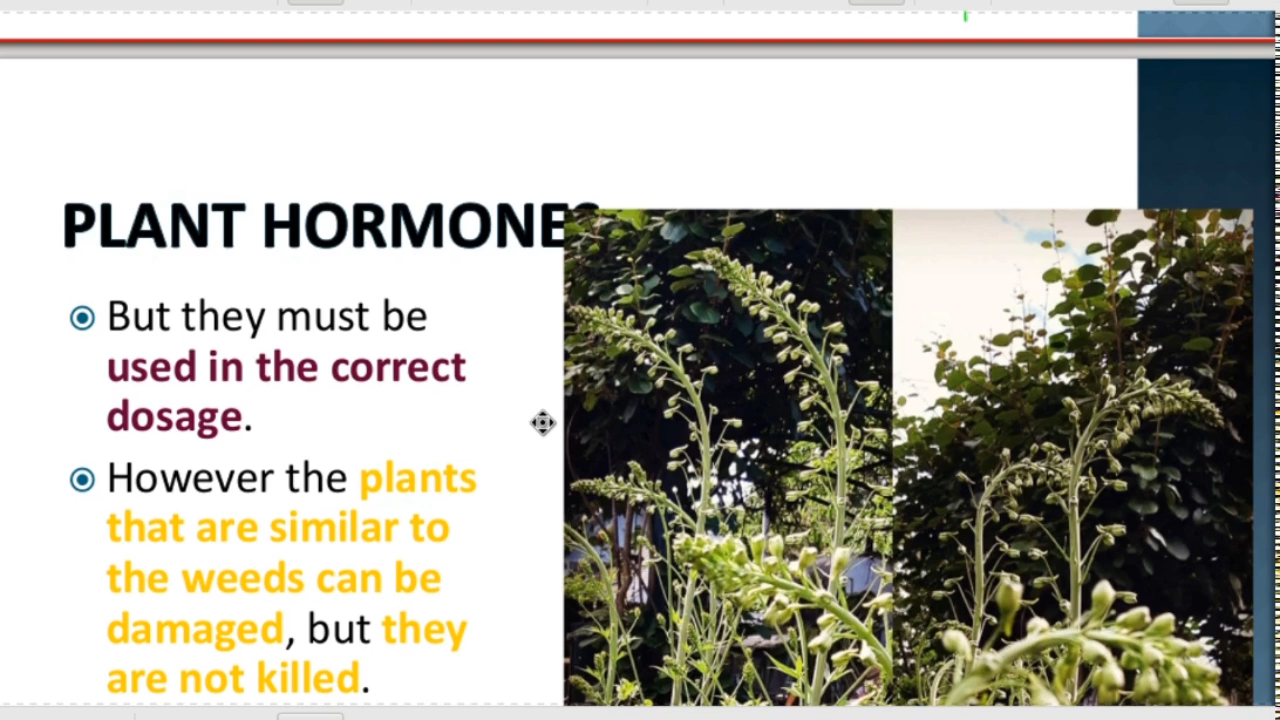 PLANT HORMONES
But they must be
used in the correct
dosage.
However the plants
that are similar to
the weeds can be
damaged, but they
are not killed.